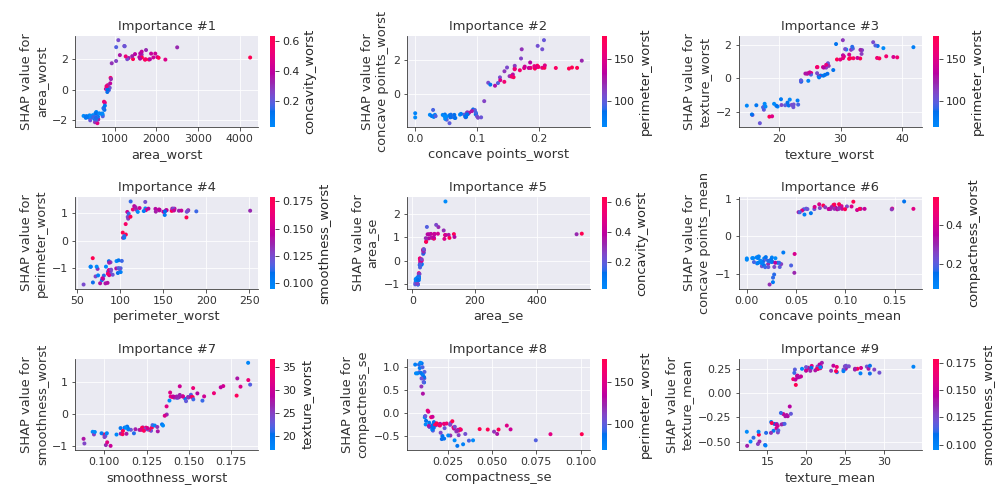 Importance #1
SHAP value for
area_worst
2
0
−2
1000
2000
3000
4000
area_worst
0.6
0.4
0.2
concavity_worst
Importance #2
SHAP value for
concave points_worst
2
0
0.0
0.1
0.2
concave points_worst
150
100
perimeter_worst
Importance #3
SHAP value for
texture_worst
2
0
−2
20
30
40
texture_worst
150
100
perimeter_worst
Importance #4
SHAP value for
perimeter_worst
1
0
−1
50
100
150
200
250
perimeter_worst
0.175
0.150
0.125
0.100
smoothness_worst
Importance #5
SHAP value for
area_se
2
1
0
−1
0
200
400
area_se
0.6
0.4
0.2
concavity_worst
Importance #6
SHAP value for
concave points_mean
1
0
−1
0.00
0.05
0.10
0.15
concave points_mean
0.4
0.2
compactness_worst
Importance #7
SHAP value for
smoothness_worst
1
0
−1
0.100
0.125
0.150
0.175
smoothness_worst
35
30
25
20
texture_worst
Importance #8
SHAP value for
compactness_se
1.0
0.5
0.0
−0.5
0.025
0.050
0.075
0.100
compactness_se
150
100
perimeter_worst
Importance #9
SHAP value for
texture_mean
0.25
0.00
−0.25
−0.50
15
20
25
30
texture_mean
0.175
0.150
0.125
0.100
smoothness_worst